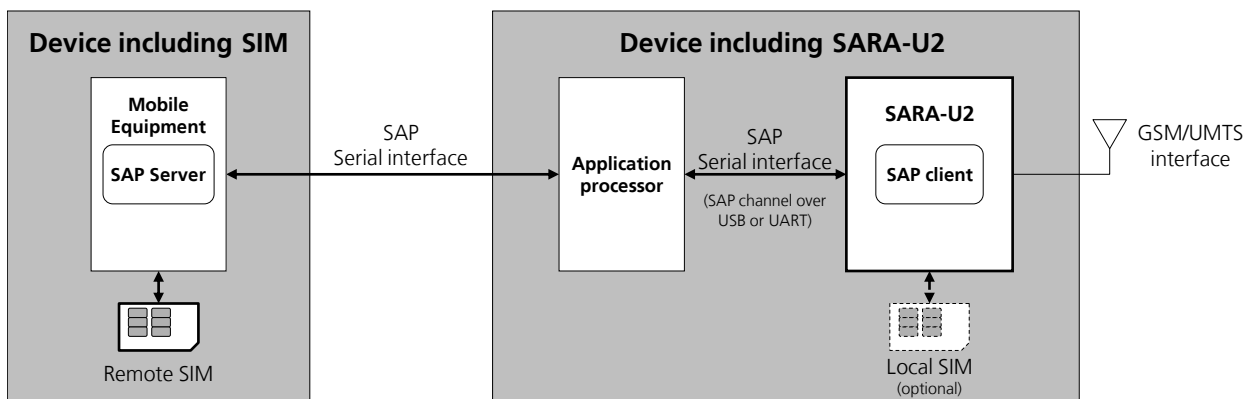 Device including SIM
Mobile
Equipment
SAP Server
Remote SIM
SAP
Serial interface
Device including SARA-U2
Application
processor
SAP
Serial interface
(SAP channel over
USB or UART)
SARA-U2
SAP client
Local SIM
(optional)
GSM/UMTS
interface